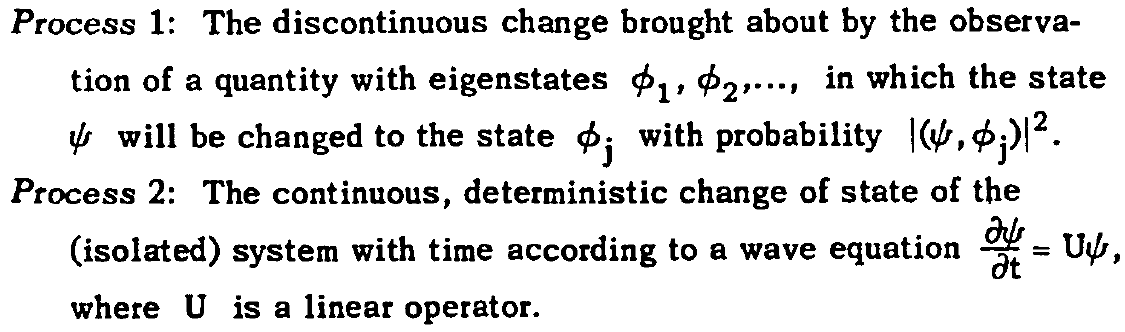 Process 1: The discontinuous change brought about by the observa-
tion of a quantity with eigenstates ϕ₁, ϕ₂,..., in which the state
ψ will be changed to the state ϕⱼ with probability |(ψ, ϕⱼ)|².
Process 2: The continuous, deterministic change of state of the
(isolated) system with time according to a wave equation ∂ψ/∂t = Uψ,
where U is a linear operator.